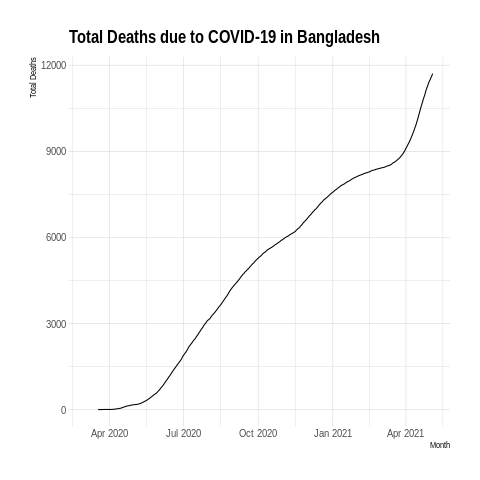 Total Deaths due to COVID-19 in Bangladesh
Total Deaths
12000
9000
6000
3000
0
Apr 2020 Jul 2020 Oct 2020 Jan 2021 Apr 2021
Month